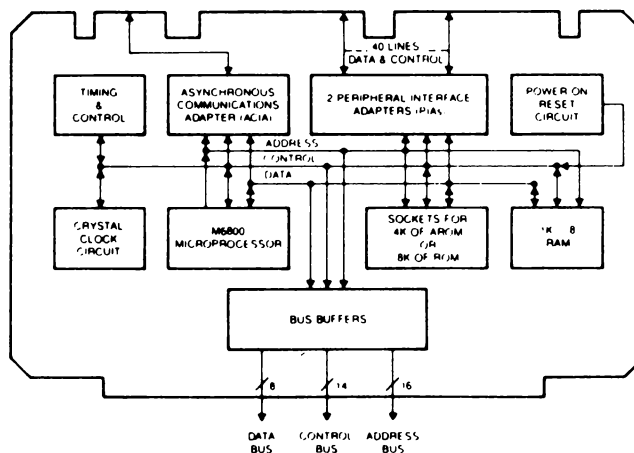 40 LINES
DATA & CONTROL
TIMING
&
CONTROL
ASYNCHRONOUS
COMMUNICATIONS
ADAPTER (ACIA)
2 PERIPHERAL INTERFACE
ADAPTERS (PIAs)
POWER ON
RESET
CIRCUIT
ADDRESS
CONTROL
DATA
CRYSTAL
CLOCK
CIRCUIT
M6800
MICROPROCESSOR
SOCKETS FOR
4K OF AROM
OR
8K OF ROM
1K 8
RAM
BUS BUFFERS
8
14
16
DATA
BUS
CONTROL
BUS
ADDRESS
BUS